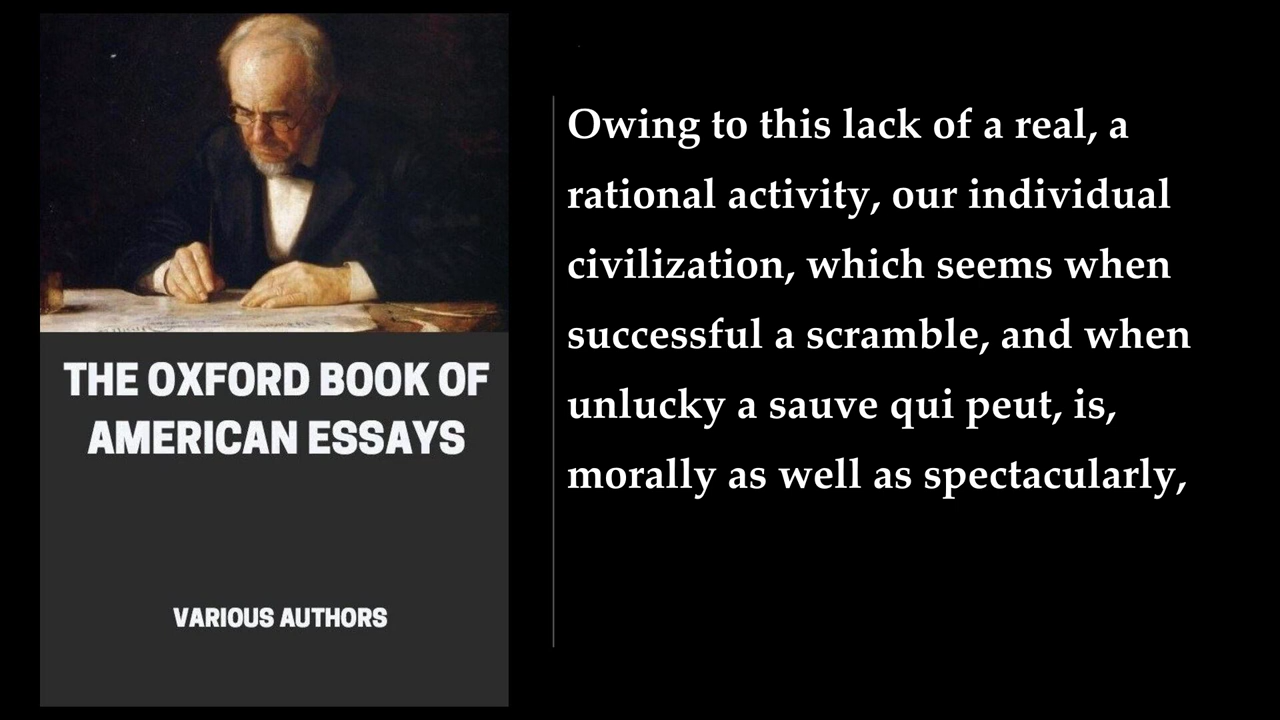 THE OXFORD BOOK OF
AMERICAN ESSAYS
VARIOUS AUTHORS
Owing to this lack of a real, a
rational activity, our individual
civilization, which seems when
successful a scramble, and when
unlucky a sauve qui peut, is,
morally as well as spectacularly,